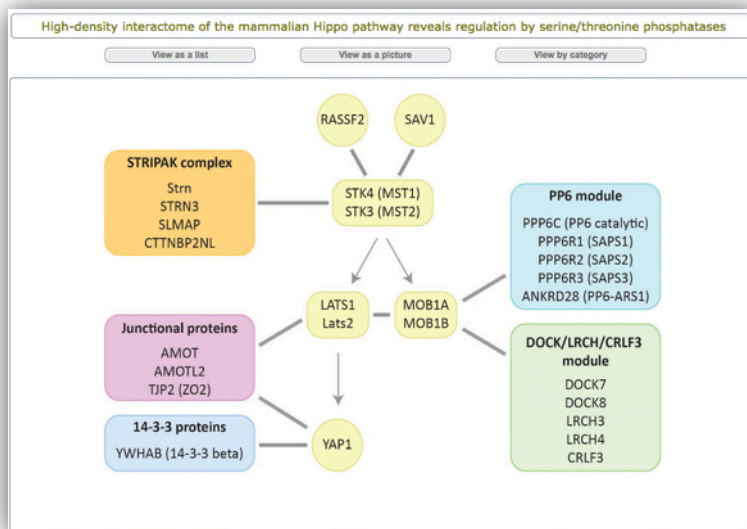 High-density interactome of the mammalian Hippo pathway reveals regulation by serine/threonine phosphatases
View as a list
View as a picture
View by category
RASSF2
SAV1
STRIPAK complex
Strn
STRN3
SLMAP
CTTNBP2NL
STK4 (MST1)
STK3 (MST2)
PP6 module
PPP6C (PP6 catalytic)
PPP6R1 (SAPS1)
PPP6R2 (SAPS2)
PPP6R3 (SAPS3)
ANKRD28 (PP6-ARS1)
LATS1
Lats2
MOB1A
MOB1B
Junctional proteins
AMOT
AMOTL2
TJP2 (ZO2)
DOCK/LRCH/CRLF3
module
DOCK7
DOCK8
LRCH3
LRCH4
CRLF3
14-3-3 proteins
YWHAB (14-3-3 beta)
YAP1